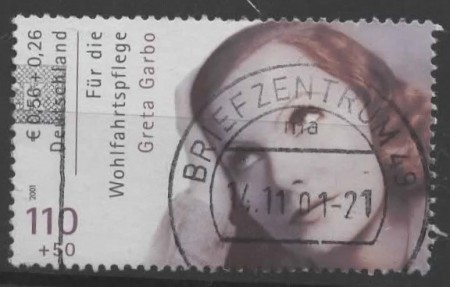 € 0,56 + 0,26
Deutschland
Für die
Wohlfahrtspflege
Greta Garbo
2001
110
+50
BRIEFZENTRUM 49
ma
14.11.01-21